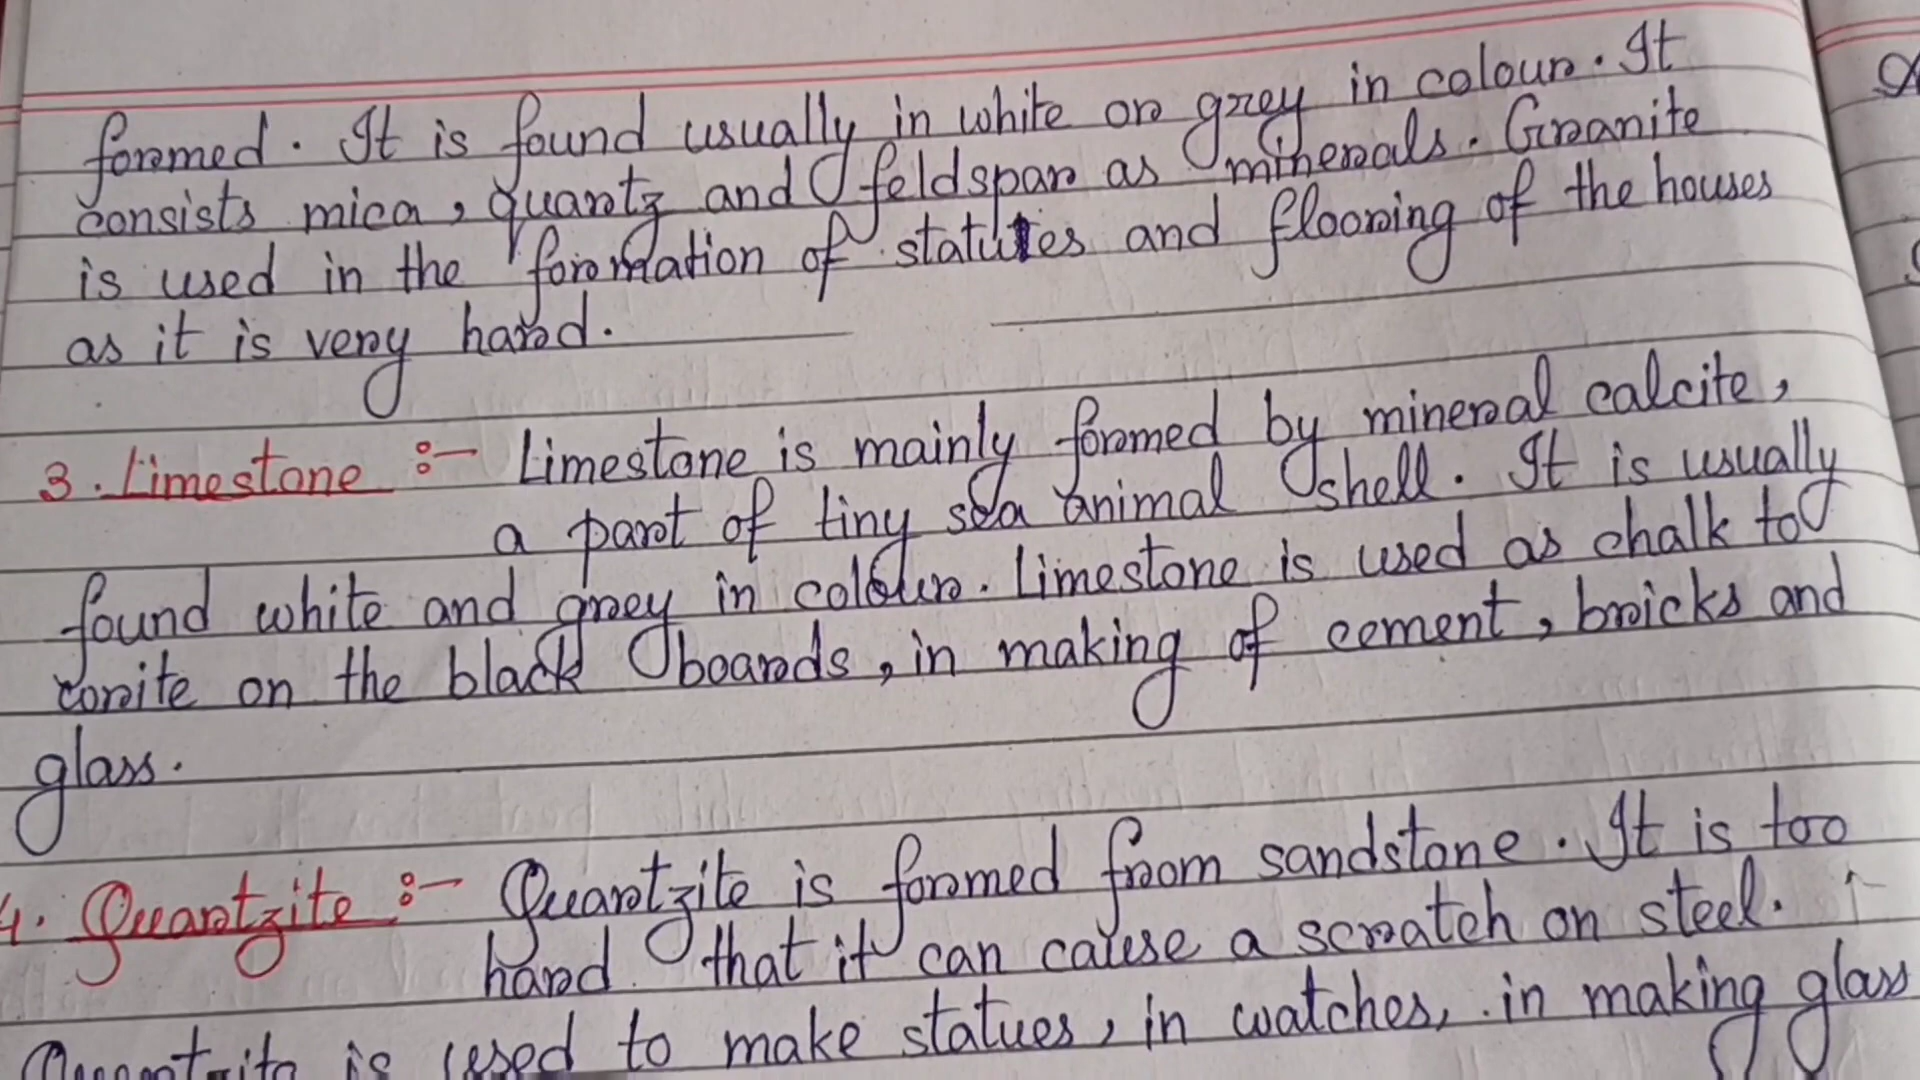 formed. It is found usually in white or grey in colour. It
consists mica, quartz and feldspar as minerals. Granite
is used in the formation of statutes and flooring of the houses
as it is very hard.
3. Limestone :- Limestone is mainly formed by mineral calcite,
a part of tiny sea animal shell. It is usually
found white and grey in colour. Limestone is used as chalk to
write on the black boards, in making of cement, bricks and
glass.
4. Quartzite :- Quartzite is formed from sandstone. It is too
hard that it can cause a scratch on steel.
Quartzite is used to make statues, in watches, in making glass